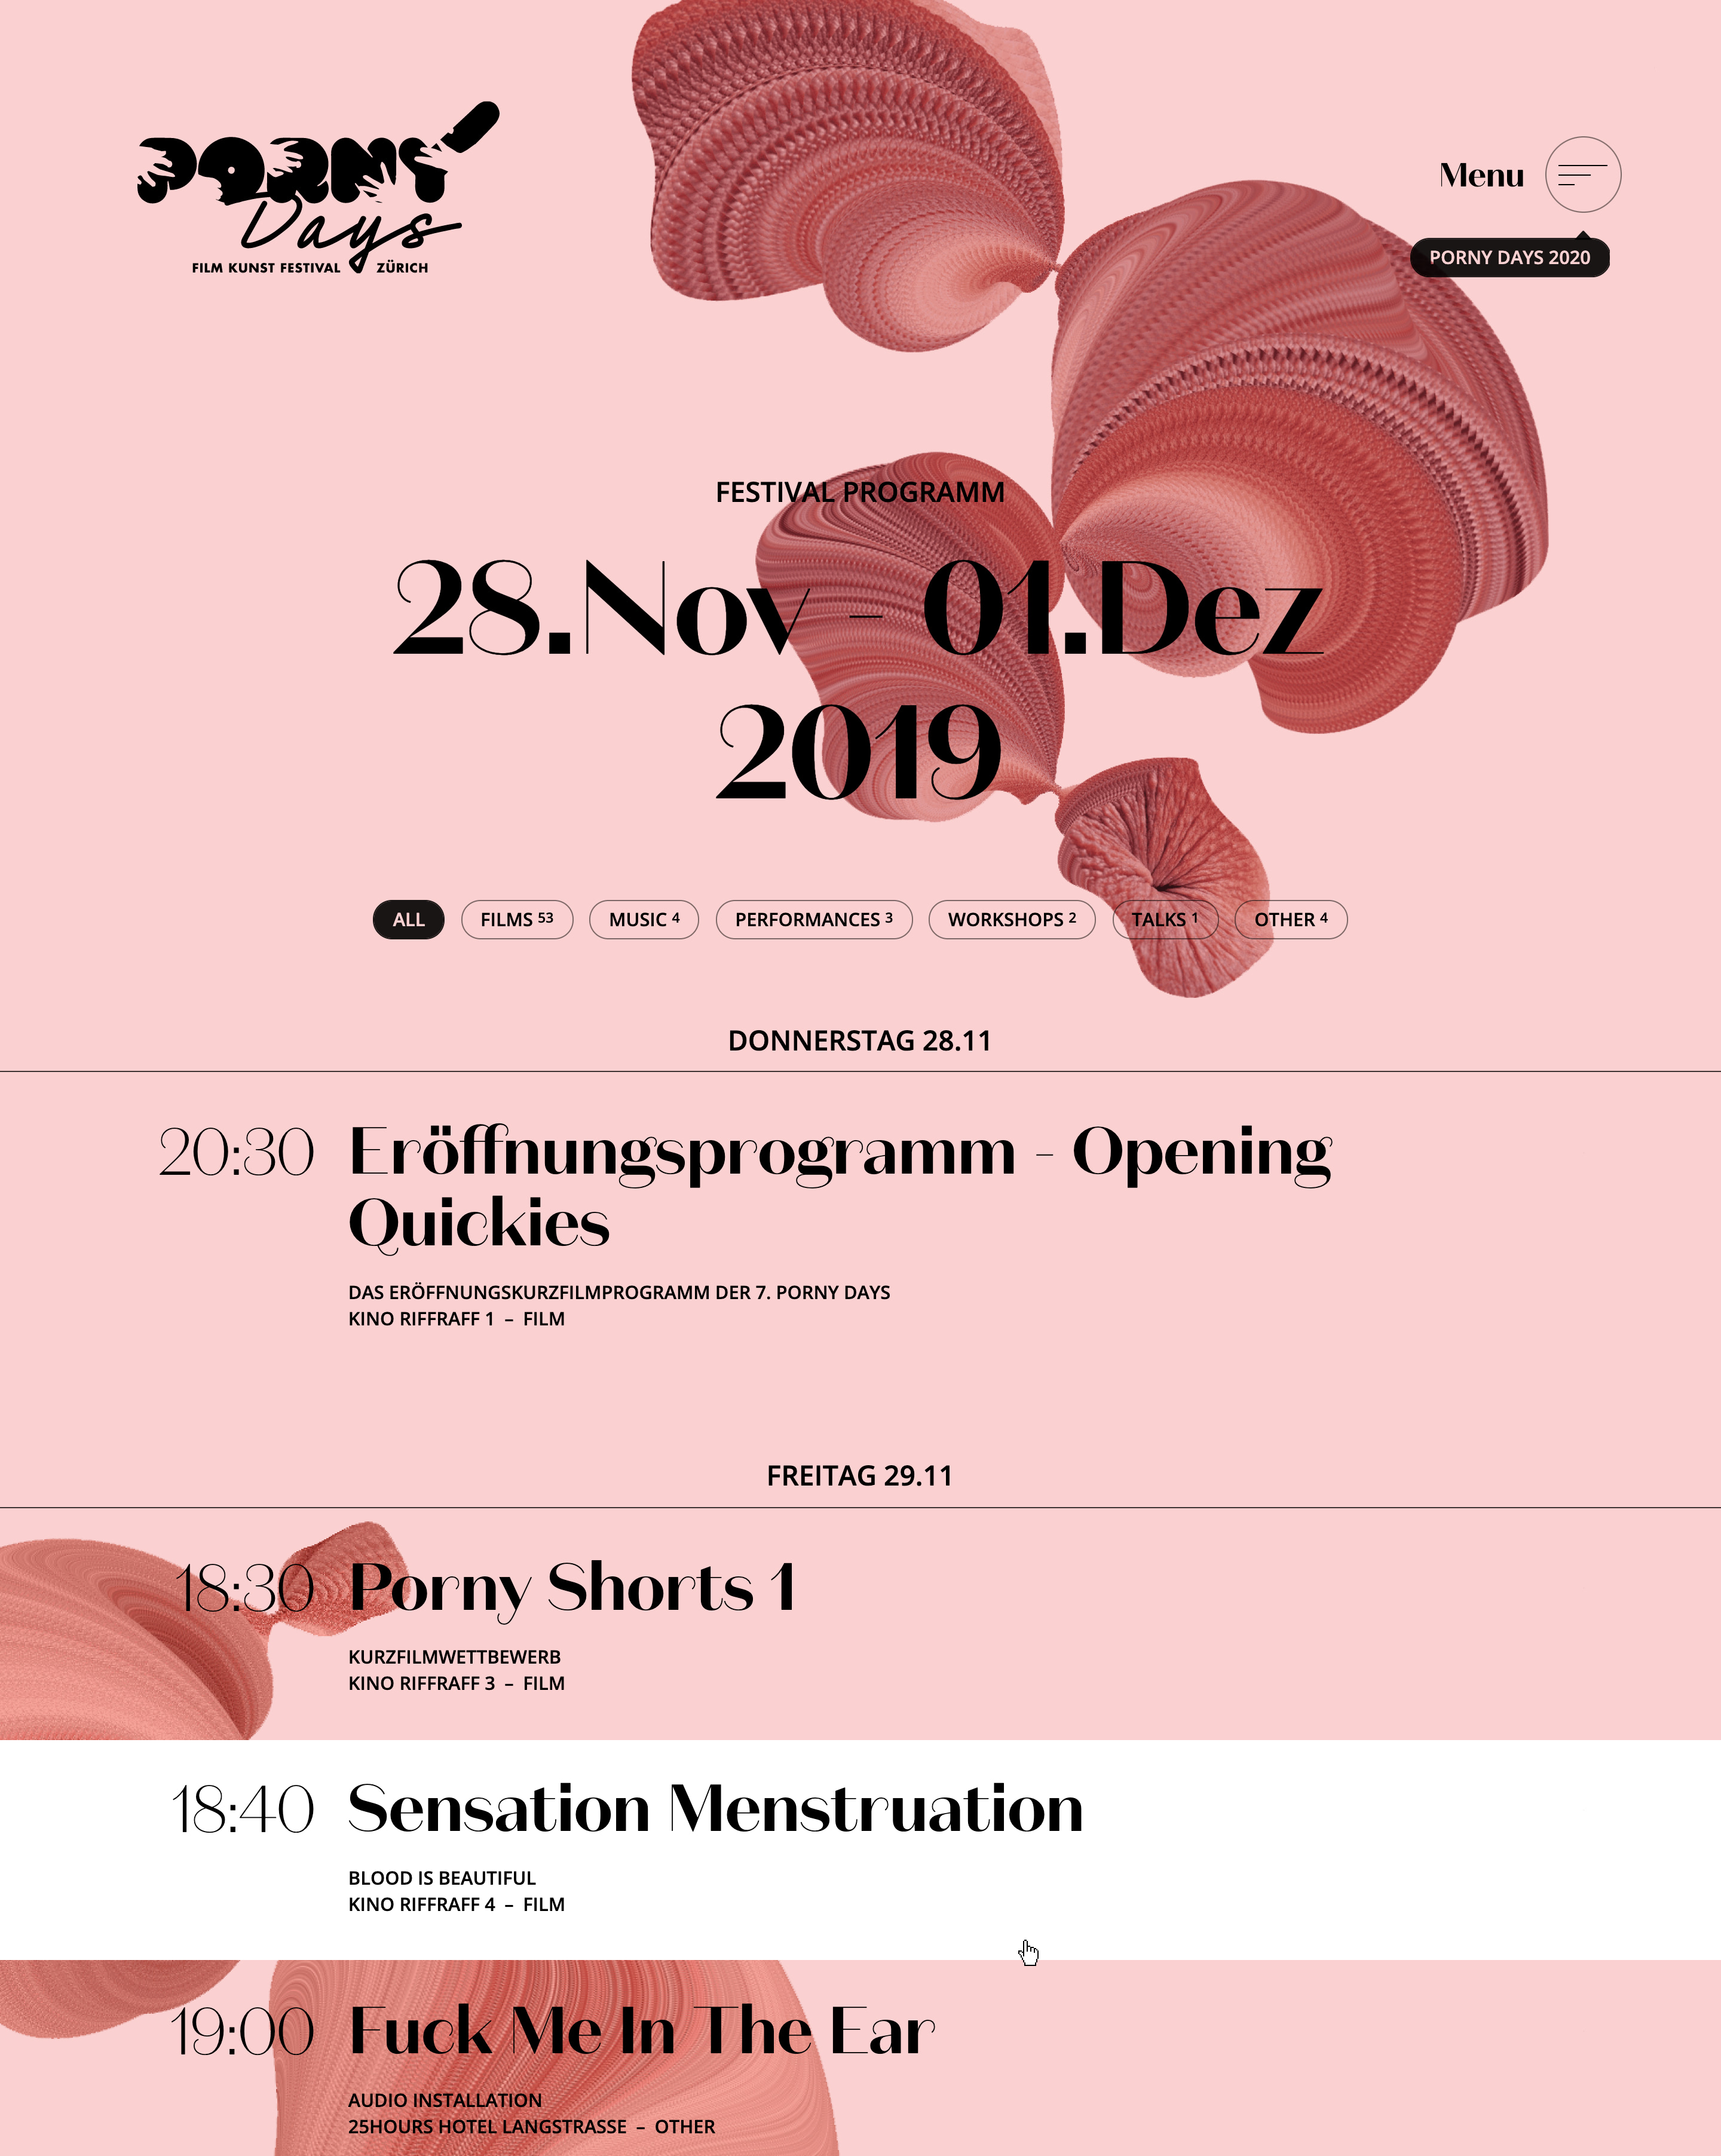 PORNY
Days
FILM KUNST FESTIVAL ZÜRICH
Menu
PORNY DAYS 2020
FESTIVAL PROGRAMM
28.Nov - 01.Dez
2019
ALL FILMS 53 MUSIC 4 PERFORMANCES 3 WORKSHOPS 2 TALKS 1 OTHER 4
DONNERSTAG 28.11
20:30 Eröffnungsprogramm - Opening
Quickies
DAS ERÖFFNUNGSKURZFILMPROGRAMM DER 7. PORNY DAYS
KINO RIFFRAFF 1 – FILM
FREITAG 29.11
18:30 Porny Shorts 1
KURZFILMWETTBEWERB
KINO RIFFRAFF 3 – FILM
18:40 Sensation Menstruation
BLOOD IS BEAUTIFUL
KINO RIFFRAFF 4 – FILM
19:00 Fuck Me In The Ear
AUDIO INSTALLATION
25HOURS HOTEL LANGSTRASSE – OTHER